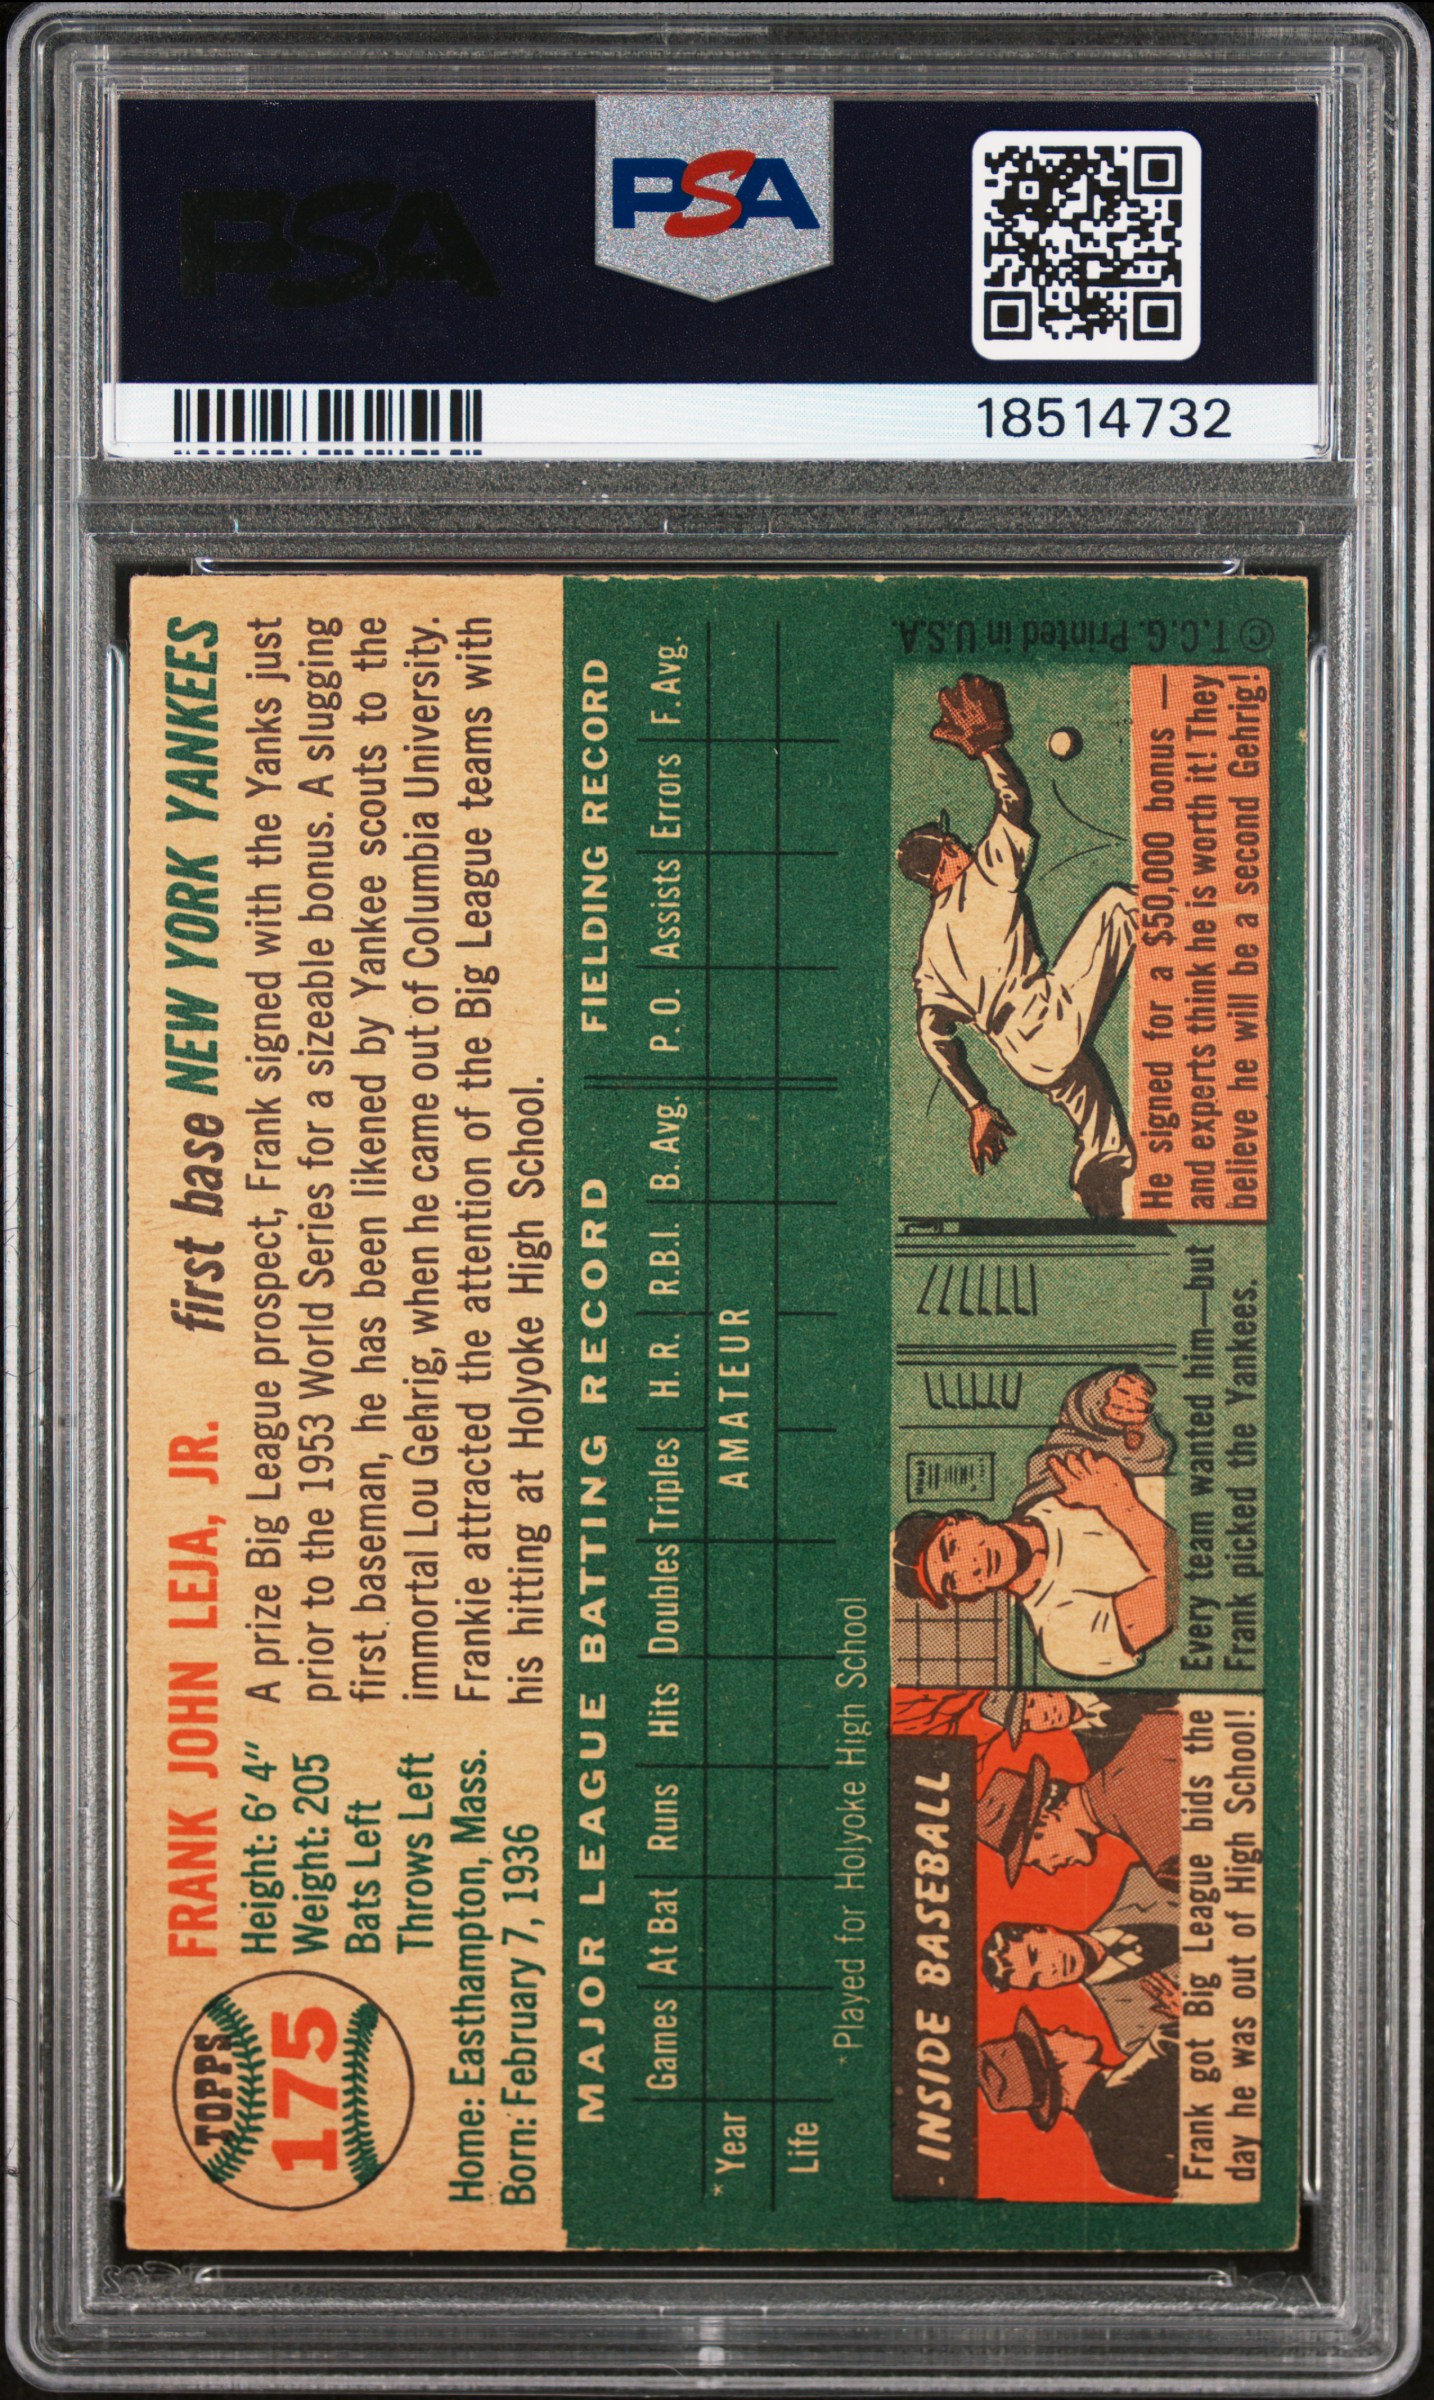 PSA
PSA
18514732
TOPPS
175
FRANK JOHN LEJA, JR. first base NEW YORK YANKEES
Height: 6' 4"
Weight: 205
Bats Left
Throws Left
Home: Easthampton, Mass.
Born: February 7, 1936
A prize Big League prospect, Frank signed with the Yanks just
prior to the 1953 World Series for a sizeable bonus. A slugging
first baseman, he has been likened by Yankee scouts to the
immortal Lou Gehrig, when he came out of Columbia University.
Frankie attracted the attention of the Big League teams with
his hitting at Holyoke High School.
MAJOR LEAGUE BATTING RECORD FIELDING RECORD
Games At Bat Runs Hits Doubles Triples H.R. R.B.I. B. Avg. P.O. Assists Errors F. Avg.
* Year AMATEUR
Life
*Played for Holyoke High School
INSIDE BASEBALL
Frank got Big League bids the
day he was out of High School!
Every team wanted him—but
Frank picked the Yankees.
He signed for a $50,000 bonus —
and experts think he is worth it! They
believe he will be a second Gehrig!
© T.C.G. Printed in U.S.A.